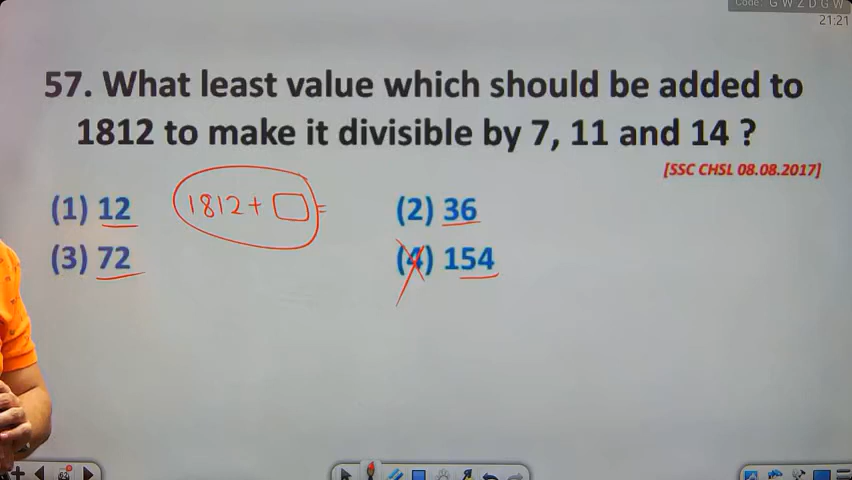 Code: G W Z D G W
21:21
57. What least value which should be added to
1812 to make it divisible by 7, 11 and 14 ?
[SSC CHSL 08.08.2017]
(1) 12
1812 + =
(2) 36
(3) 72
(4) 154